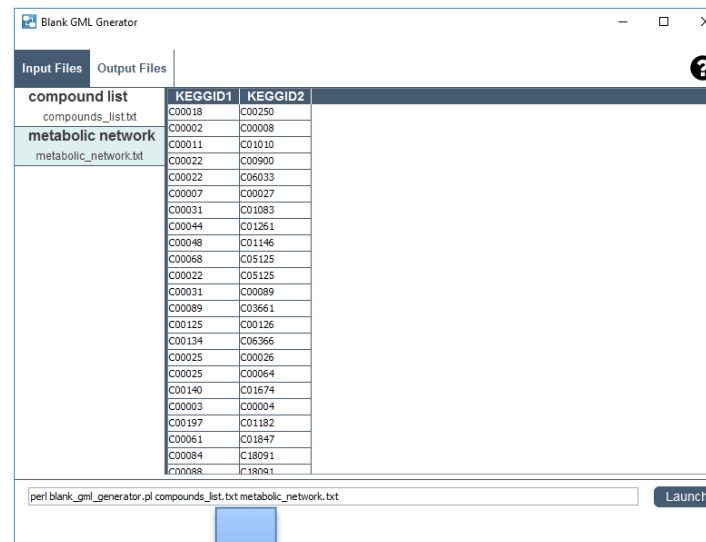 Blank GML Gnerator
Input Files Output Files
compound list
compounds_list.txt
metabolic network
metabolic_network.txt
KEGGID1 KEGGID2
C00018 C00250
C00002 C00008
C00011 C01010
C00022 C00900
C00022 C06033
C00007 C00027
C00031 C01083
C00044 C01261
C00048 C01146
C00068 C05125
C00022 C05125
C00031 C00089
C00089 C03661
C00125 C00126
C00134 C06366
C00025 C00026
C00025 C00064
C00140 C01674
C00003 C00004
C00197 C01182
C00061 C01847
C00084 C18091
C00088 C18091
perl blank_gml_generator.pl compounds_list.txt metabolic_network.txt
Launch